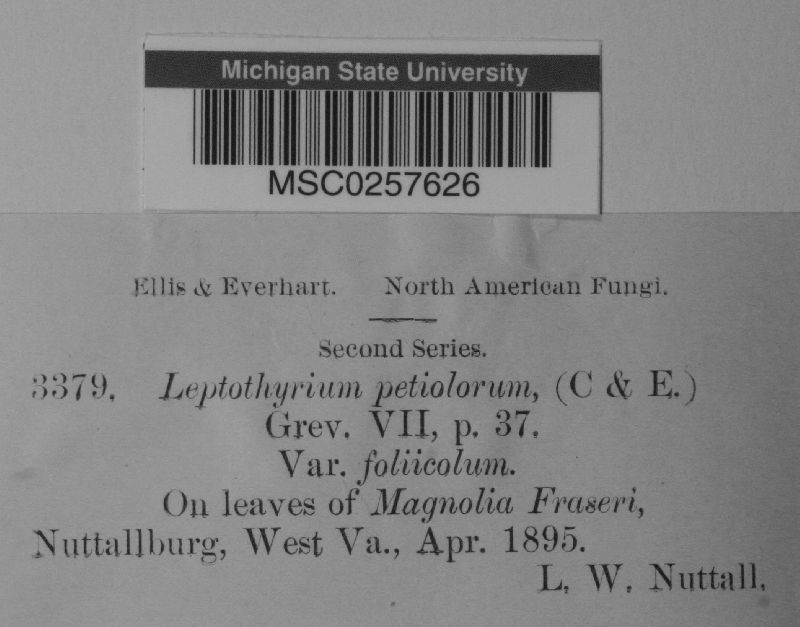 Michigan State University
MSC0257626
Ellis & Everhart. North American Fungi.
Second Series.
3379. Leptothyrium petiolorum, (C & E.)
Grev. VII, p. 37.
Var. foliicolum.
On leaves of Magnolia Fraseri,
Nuttallburg, West Va., Apr. 1895.
L. W. Nuttall.